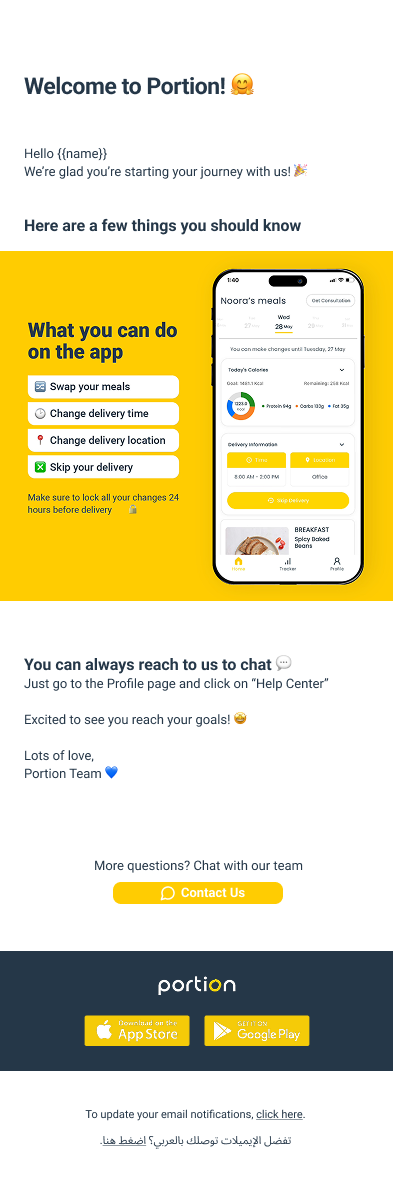 Welcome to Portion! 🤗
Hello {{name}}
We’re glad you’re starting your journey with us! 🎉
Here are a few things you should know
What you can do
on the app
Swap your meals
Change delivery time
Change delivery location
Skip your delivery
Make sure to lock all your changes 24
hours before delivery
1:40
Noora’s meals
Get Consultation
Wed
27 May
28 May
You can make changes until Tuesday, 27 May
Today’s Calories
Goal: 1481.1 Kcal
Remaining: 258 Kcal
1223.0
kcal
Protein 94g
Carbs 133g
Fat 35g
Delivery Information
Time
Location
8:00 AM - 2:00 PM
Office
Skip Delivery
BREAKFAST
Spicy Baked
Beans
Home
Tracker
Profile
You can always reach to us to chat 💬
Just go to the Profile page and click on “Help Center”
Excited to see you reach your goals! 🤩
Lots of love,
Portion Team 💙
More questions? Chat with our team
Contact Us
portion
Download on the
App Store
GET IT ON
Google Play
To update your email notifications, click here.
تفضل الإيميلات توصلك بالعربي؟ اضغط هنا.